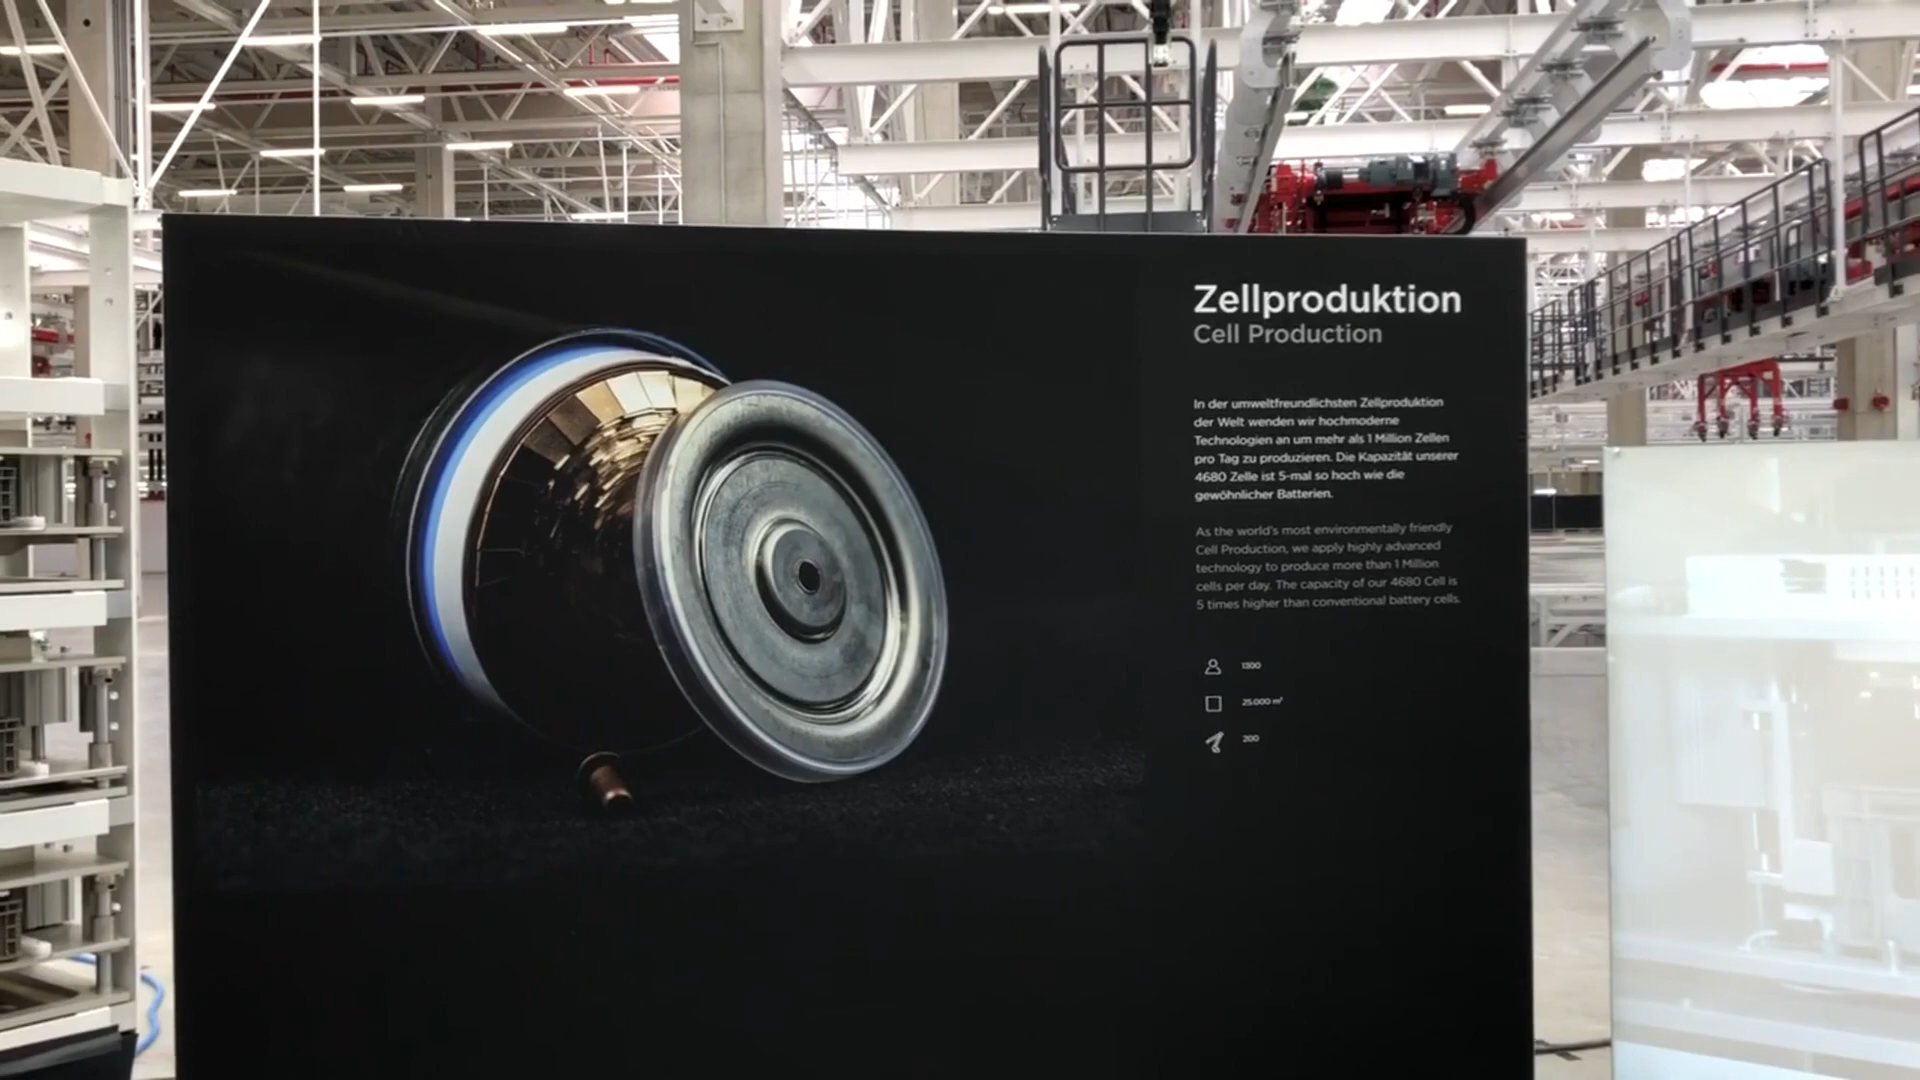 Zellproduktion
Cell Production
In der umweltfreundlichsten Zellproduktion
der Welt wenden wir hochmoderne
Technologien an um mehr als 1 Million Zellen
pro Tag zu produzieren. Die Kapazität unserer
4680 Zelle ist 5-mal so hoch wie die
gewöhnlicher Batterien.
As the world's most environmentally friendly
Cell Production, we apply highly advanced
technology to produce more than 1 Million
cells per day. The capacity of our 4680 Cell is
5 times higher than conventional battery cells.
1300
25.000 m²
200